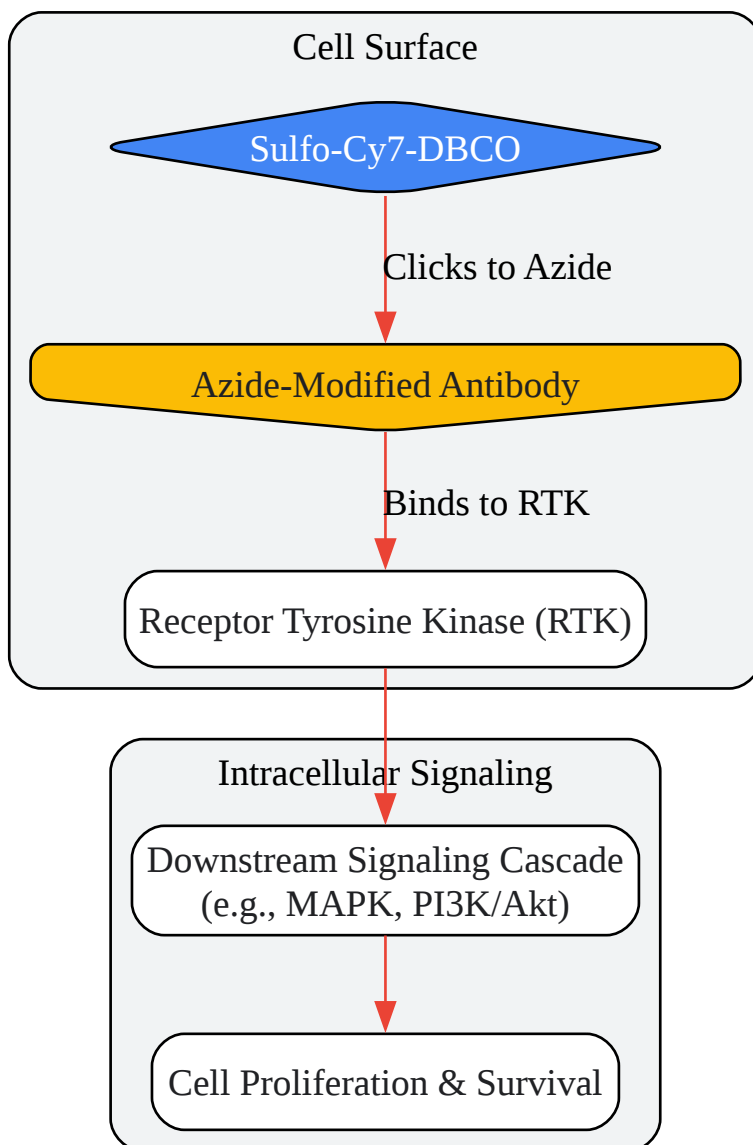 Cell Surface
Sulfo-Cy7-DBCO
Clicks to Azide
Azide-Modified Antibody
Binds to RTK
Receptor Tyrosine Kinase (RTK)
Intracellular Signaling
Downstream Signaling Cascade
(e.g., MAPK, PI3K/Akt)
Cell Proliferation & Survival